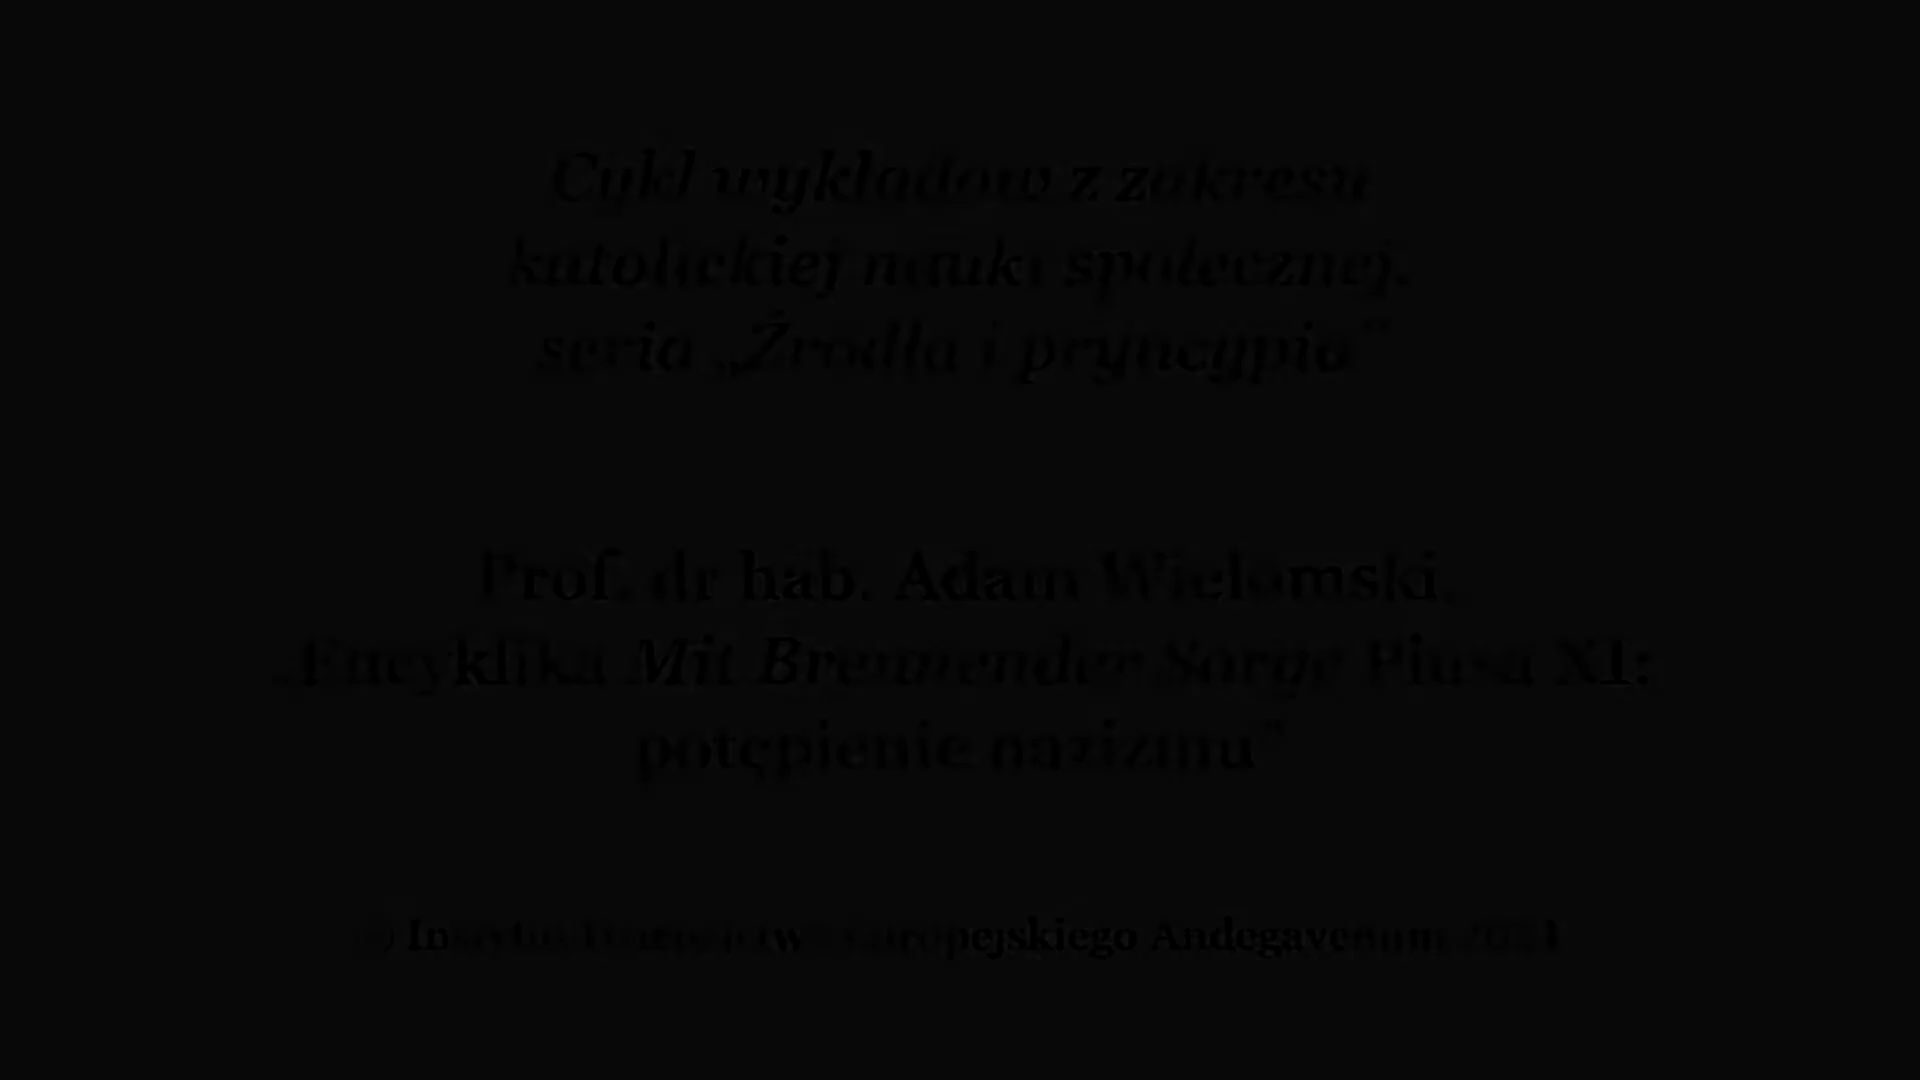 Cykl wykładów z zakresu
katolickiej nauki społecznej,
seria „Źródła i pryncypia”
Prof. dr hab. Adam Wielomski,
„Encyklika Mit Brennender Sorge Piusa XI:
potępienie nazizmu”
© Instytut Europejskiego Andegavenum